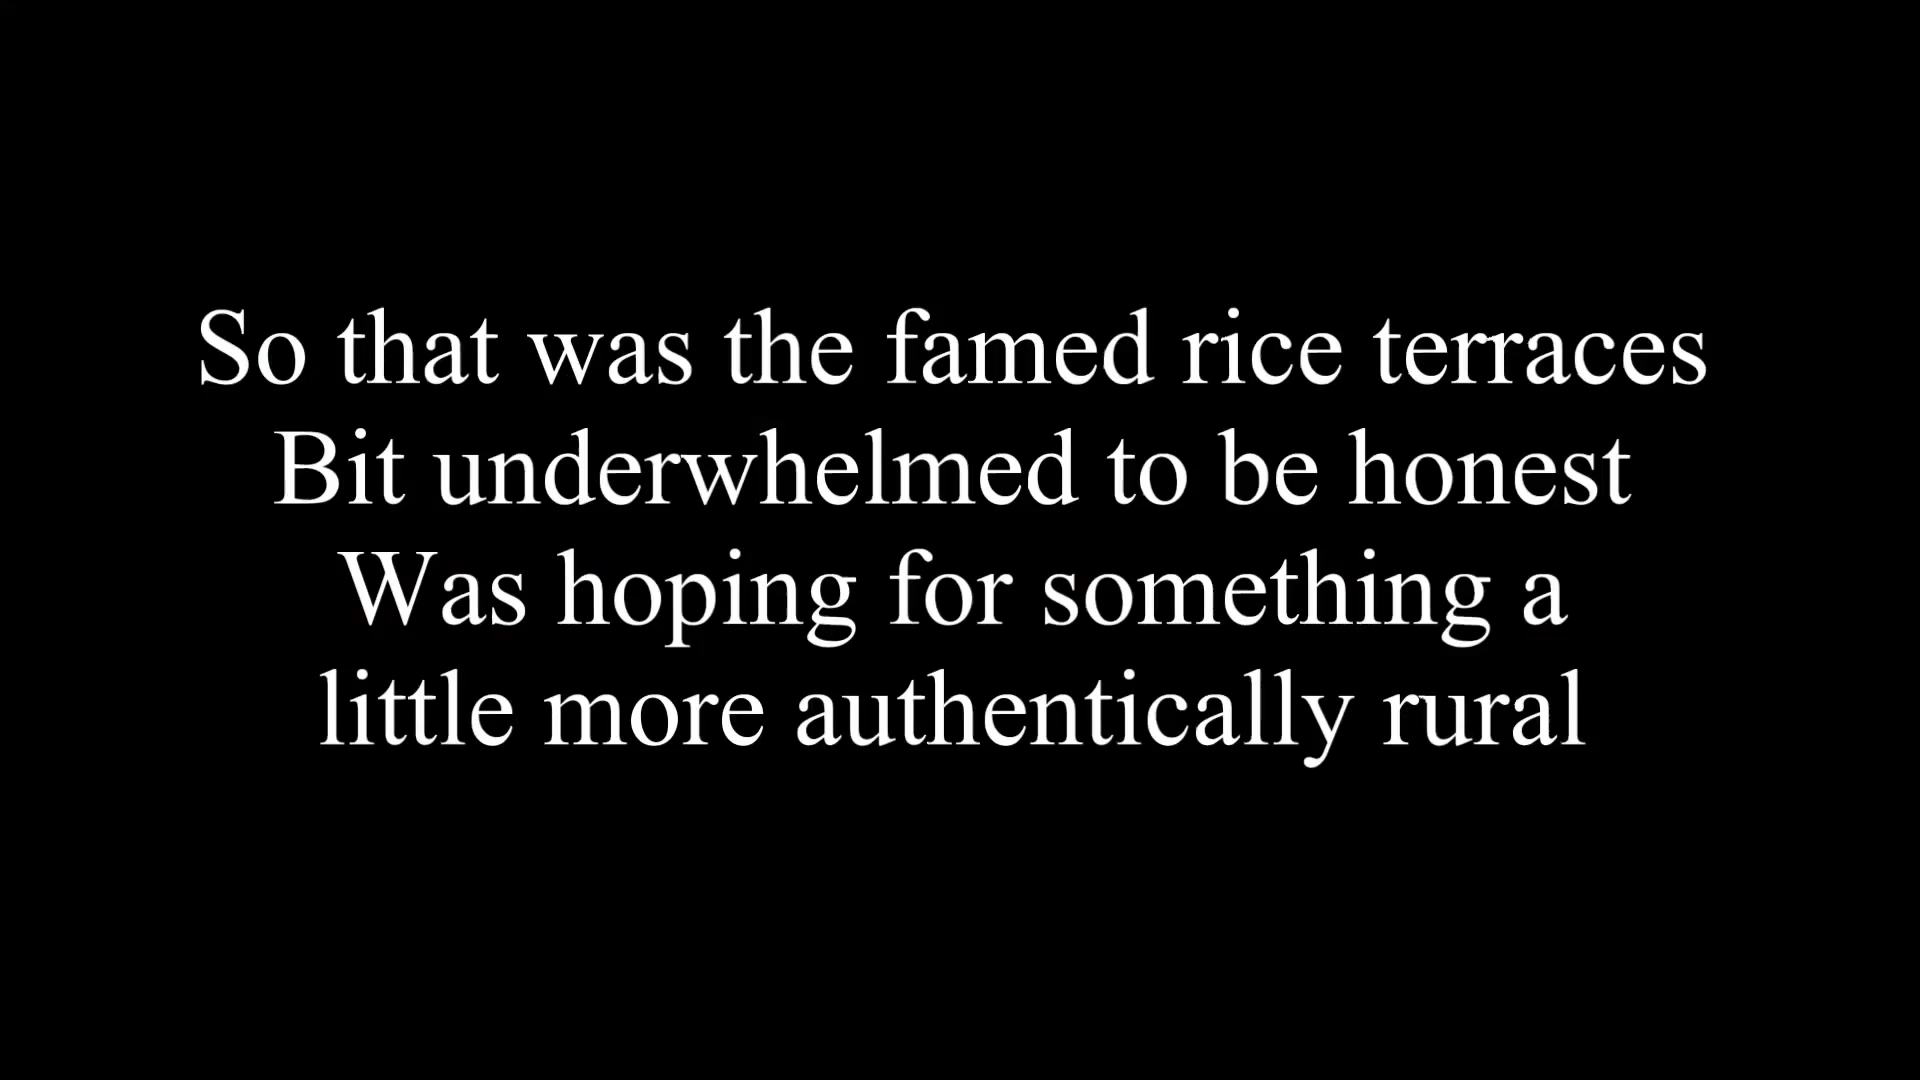 So that was the famed rice terraces
Bit underwhelmed to be honest
Was hoping for something a
little more authentically rural